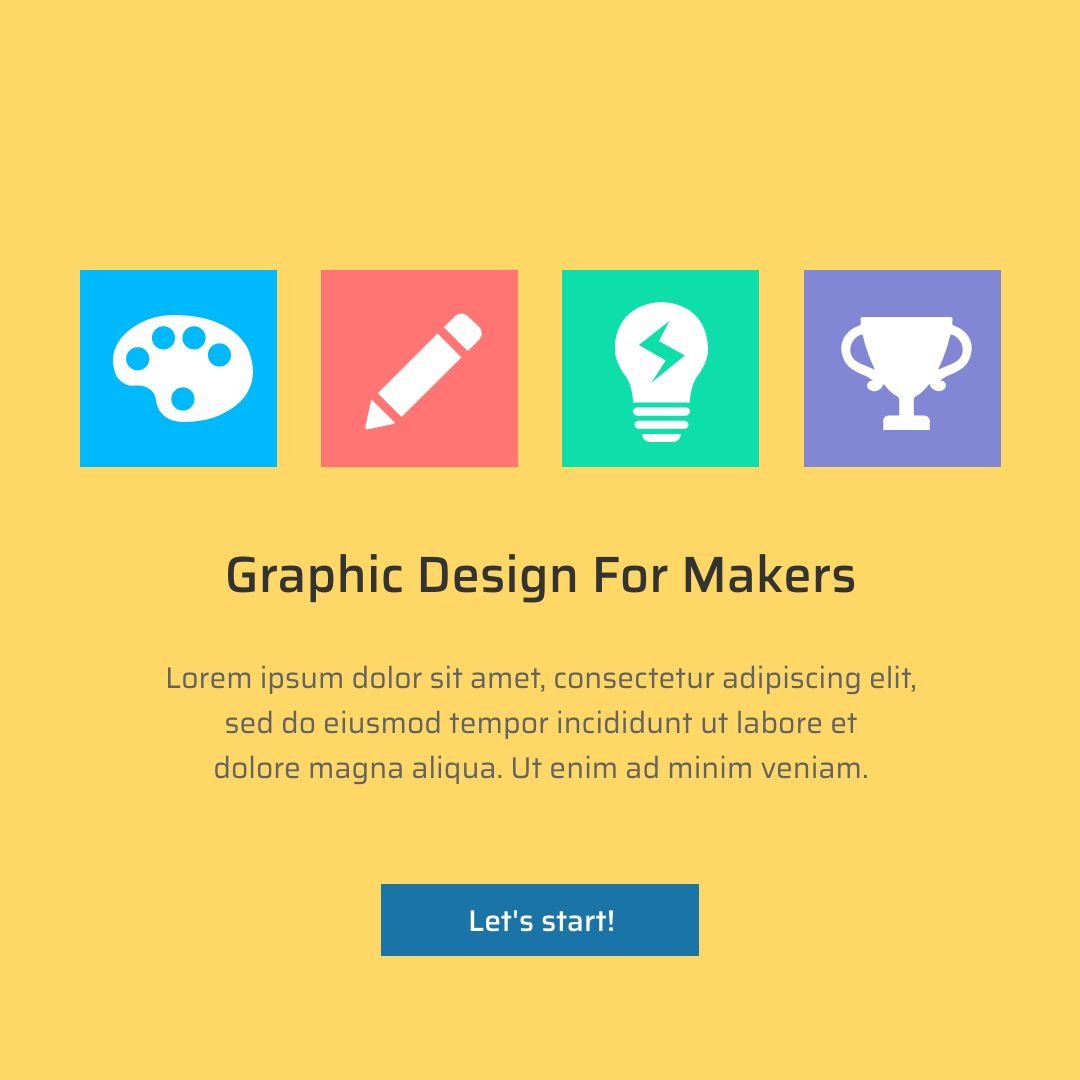 Graphic Design For Makers
Lorem ipsum dolor sit amet, consectetur adipiscing elit,
sed do eiusmod tempor incididunt ut labore et
dolore magna aliqua. Ut enim ad minim veniam.
Let's start!